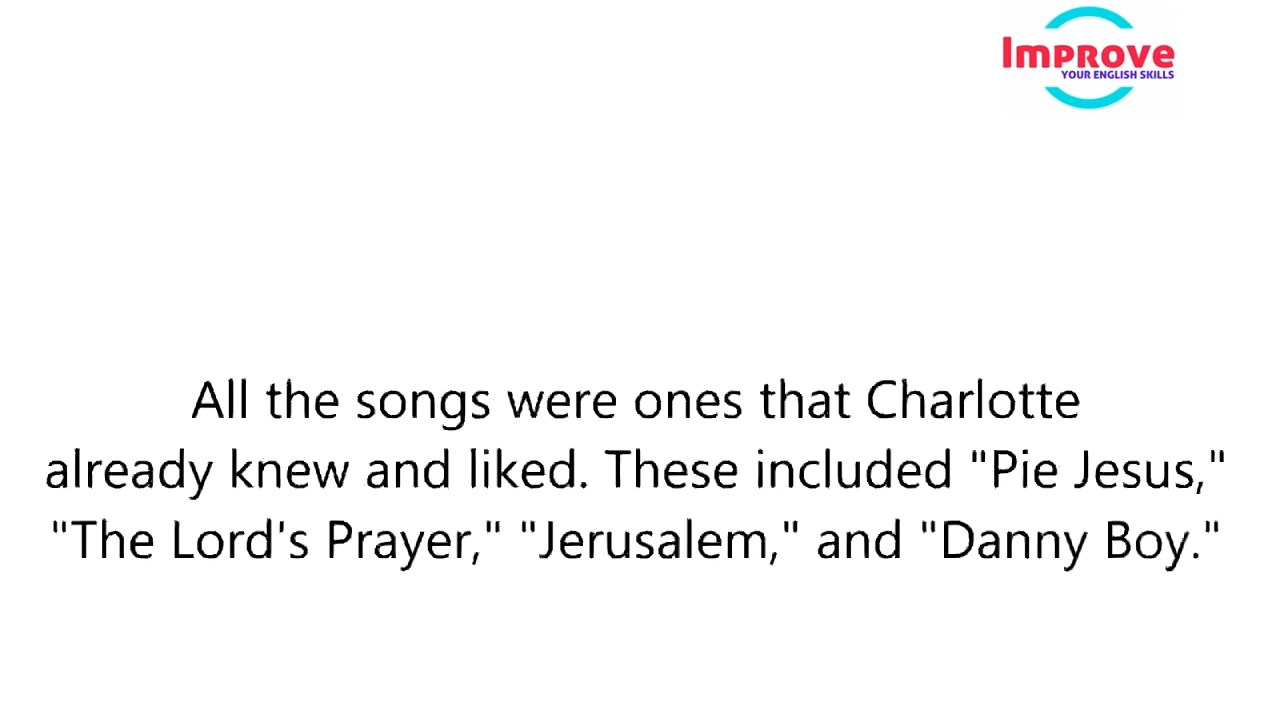 Improve
YOUR ENGLISH SKILLS
All the songs were ones that Charlotte
already knew and liked. These included "Pie Jesus,"
"The Lord's Prayer," "Jerusalem," and "Danny Boy."